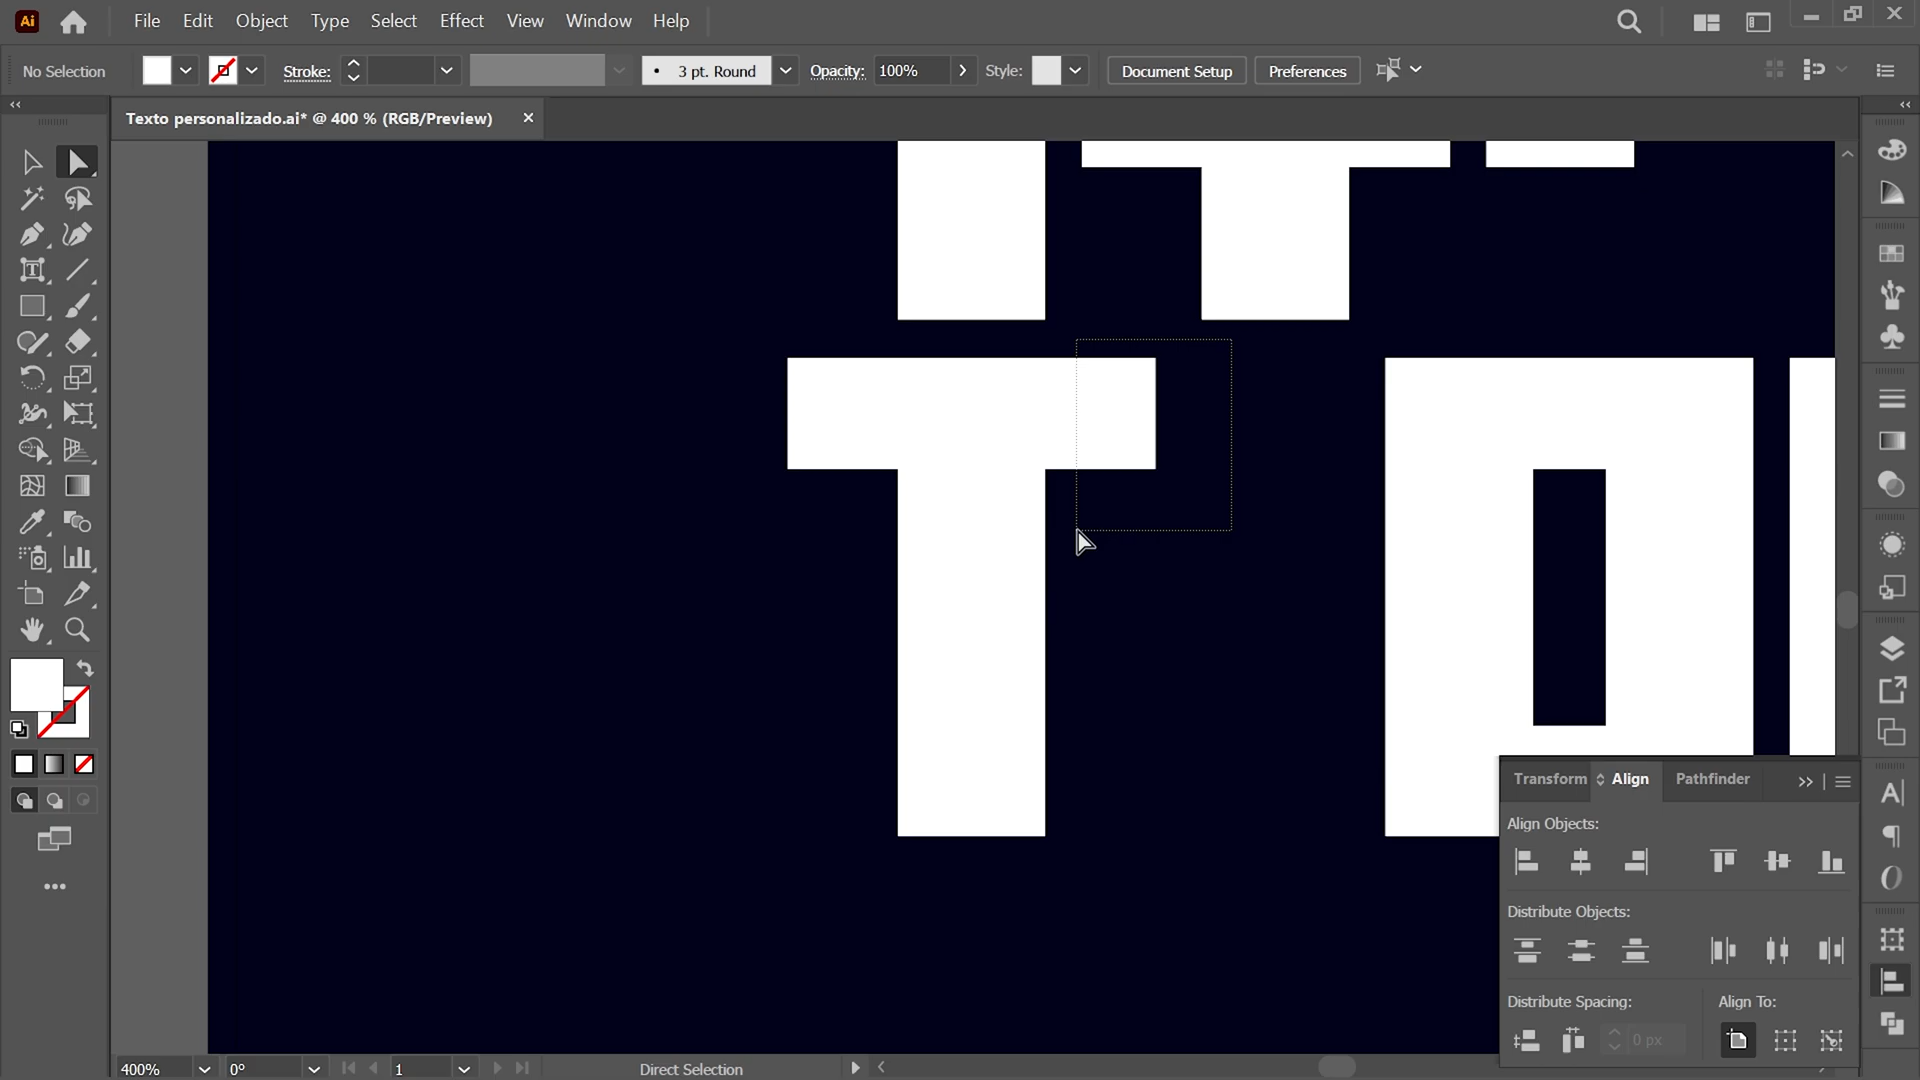 Ai File Edit Object Type Select Effect View Window Help
No Selection Stroke: 3 pt. Round Opacity: 100% Style: Document Setup Preferences
Texto personalizado.ai* @ 400 % (RGB/Preview) ×
T
Transform Align Pathfinder
Align Objects:
Distribute Objects:
Distribute Spacing: Align To:
0 px
400% 0° 1 Direct Selection